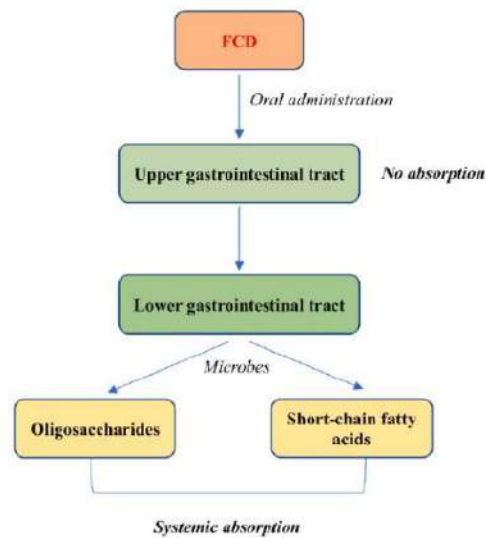 FCD
Oral administration
Upper gastrointestinal tract
No absorption
Lower gastrointestinal tract
Microbes
Oligosaccharides
Short-chain fatty
acids
Systemic absorption